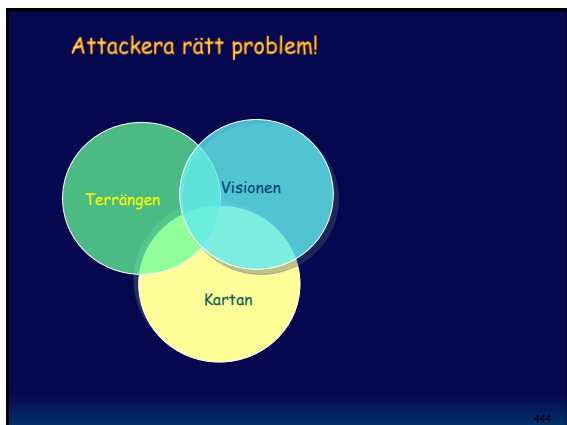 Attackera rätt problem!
Visionen
Terrängen
Kartan
444